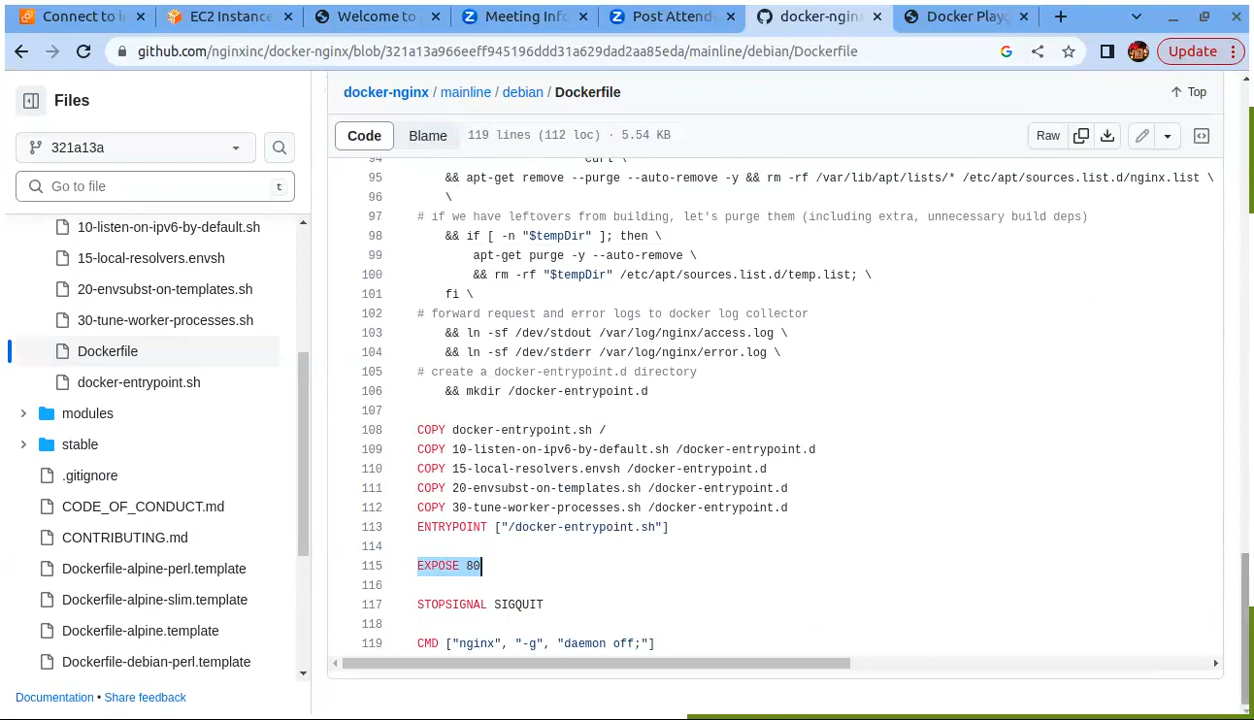 Connect to in
EC2 Instance
Welcome to
Meeting Info
Post Attend
docker-ngin
Docker Play
github.com/nginxinc/docker-nginx/blob/321a13a966eeff945196ddd31a629dad2aa85eda/mainline/debian/Dockerfile
Update
Files
321a13a
Go to file
t
10-listen-on-ipv6-by-default.sh
15-local-resolvers.envsh
20-envsubst-on-templates.sh
30-tune-worker-processes.sh
Dockerfile
docker-entrypoint.sh
modules
stable
.gitignore
CODE_OF_CONDUCT.md
CONTRIBUTING.md
Dockerfile-alpine-perl.template
Dockerfile-alpine-slim.template
Dockerfile-alpine.template
Dockerfile-debian-perl.template
Documentation • Share feedback
docker-nginx / mainline / debian / Dockerfile
Top
Code
Blame
119 lines (112 loc) · 5.54 KB
Raw
94 curl \
95 && apt-get remove --purge --auto-remove -y && rm -rf /var/lib/apt/lists/* /etc/apt/sources.list.d/nginx.list \
96 \
97 # if we have leftovers from building, let's purge them (including extra, unnecessary build deps)
98 && if [ -n "$tempDir" ]; then \
99 apt-get purge -y --auto-remove \
100 && rm -rf "$tempDir" /etc/apt/sources.list.d/temp.list; \
101 fi \
102 # forward request and error logs to docker log collector
103 && ln -sf /dev/stdout /var/log/nginx/access.log \
104 && ln -sf /dev/stderr /var/log/nginx/error.log \
105 # create a docker-entrypoint.d directory
106 && mkdir /docker-entrypoint.d
107
108 COPY docker-entrypoint.sh /
109 COPY 10-listen-on-ipv6-by-default.sh /docker-entrypoint.d
110 COPY 15-local-resolvers.envsh /docker-entrypoint.d
111 COPY 20-envsubst-on-templates.sh /docker-entrypoint.d
112 COPY 30-tune-worker-processes.sh /docker-entrypoint.d
113 ENTRYPOINT ["/docker-entrypoint.sh"]
114
115 EXPOSE 80
116
117 STOPSIGNAL SIGQUIT
118
119 CMD ["nginx", "-g", "daemon off;"]